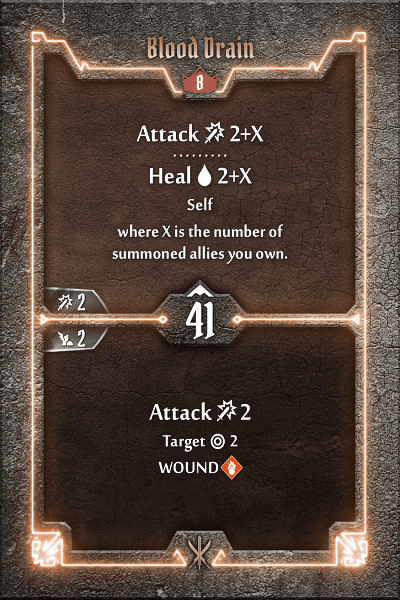 Blood Drain
8
Attack 2+X
Heal 2+X
Self
where X is the number of
summoned allies you own.
2
41
2
Attack 2
Target 2
WOUND